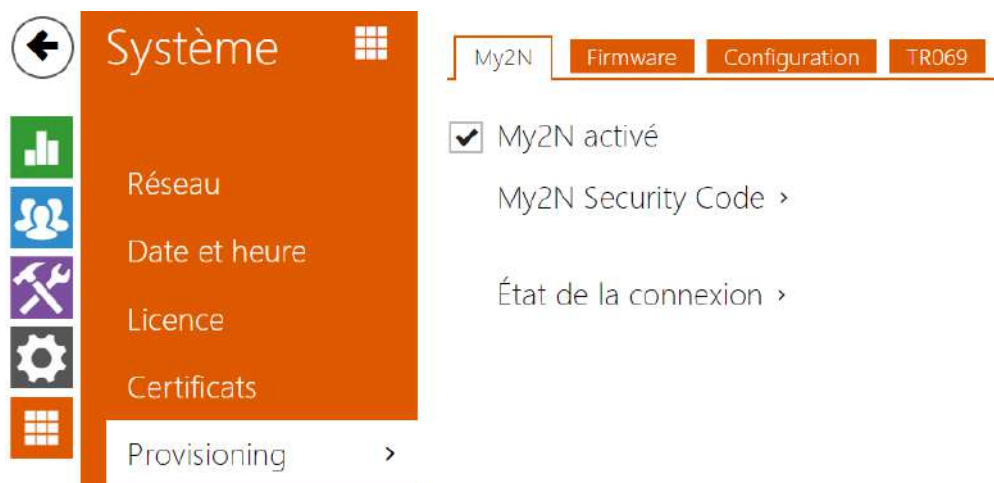 Système
Réseau
Date et heure
Licence
Certificats
Provisioning >
My2N Firmware Configuration TR069
My2N activé
My2N Security Code >
État de la connexion >